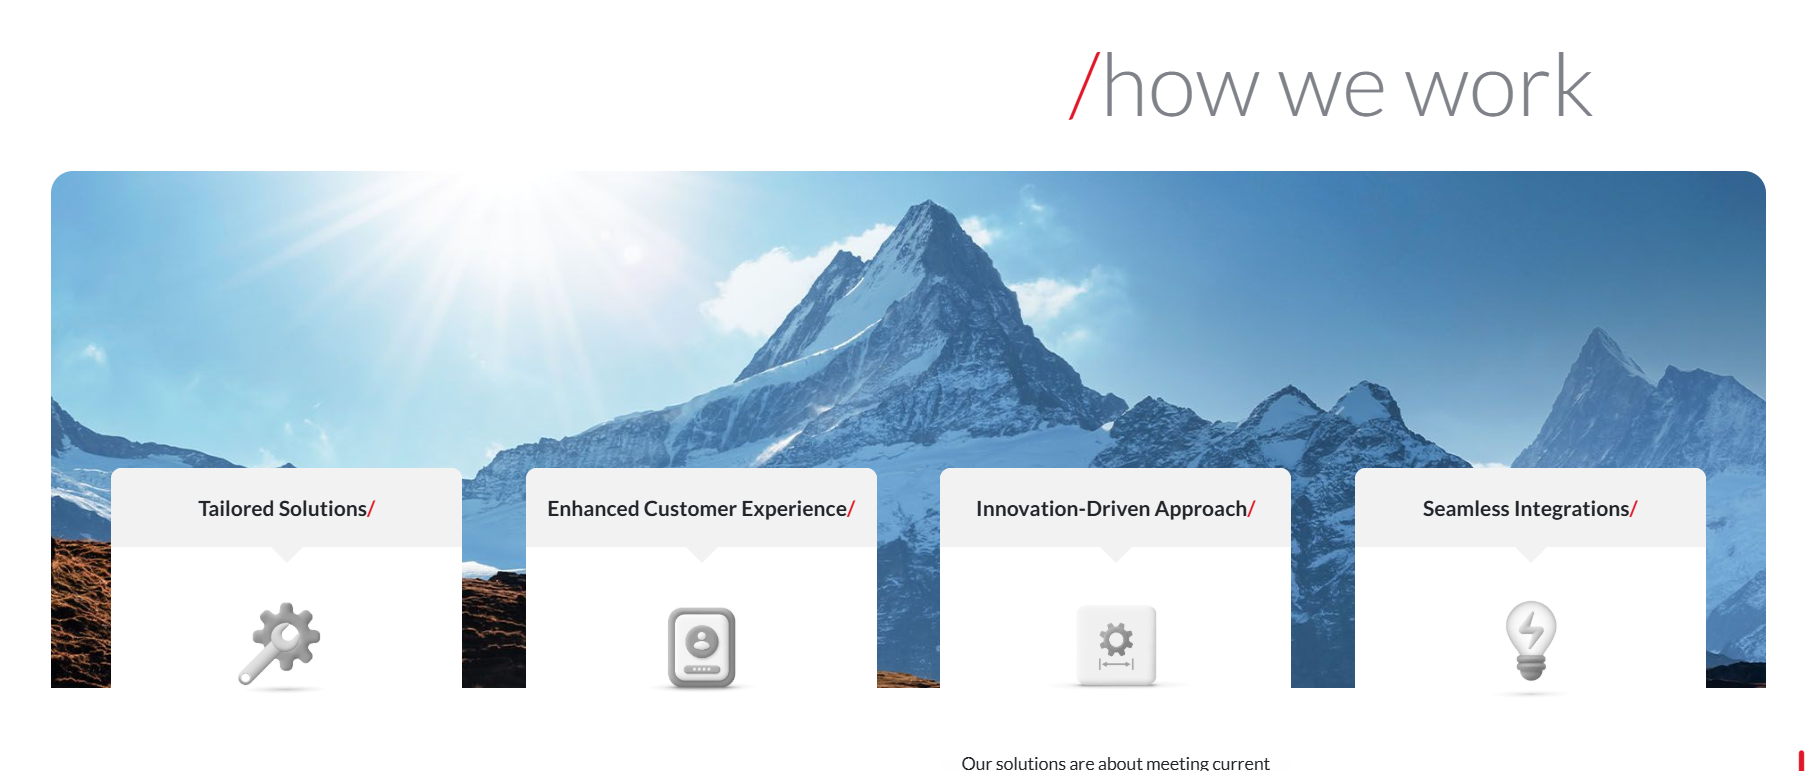 /how we work
Tailored Solutions/
Enhanced Customer Experience/
Innovation-Driven Approach/
Seamless Integrations/
Our solutions are about meeting current